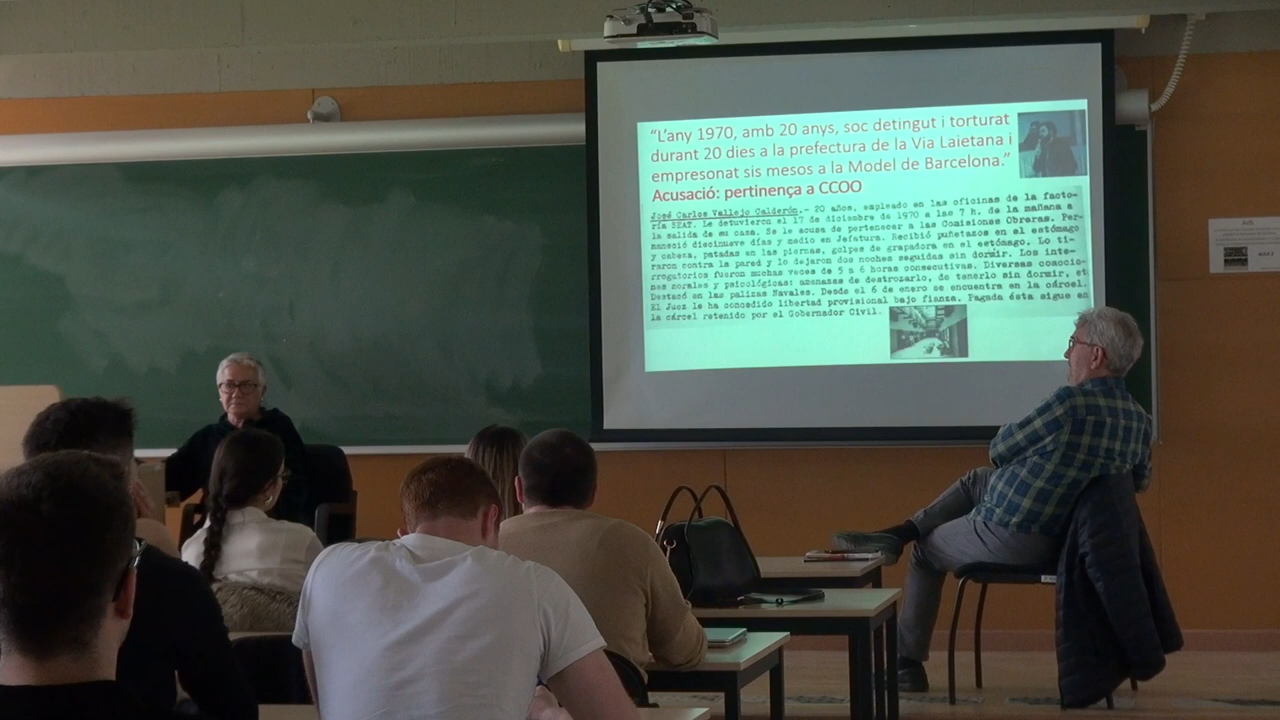 “L’any 1970, amb 20 anys, soc detingut i torturat
durant 20 dies a la prefectura de la Via Laietana i
empresonat sis mesos a la Model de Barcelona.”
Acusació: pertinença a CCOO
José Carlos Vallejo Calderón.- 20 años, empleado en las oficinas de la facto-
ría SEAT. Le detuvieron el 17 de diciembre de 1970 a las 7 h. de la mañana a
la salida de su casa. Se le acusa de pertenecer a las Comisiones Obreras. Per-
maneció diecinueve días y medio en Jefatura. Recibió puñetazos en el estómago
y cabeza, patadas en las piernas, golpes de grapadora en el estómago. Lo ti-
raron contra la pared y lo dejaron dos noches seguidas sin dormir. Los inte-
rrogatorios fueron muchas veces de 5 a 6 horas consecutivas. Diversas coaccio-
nes morales y psicológicas: amenazas de destrozarlo, de tenerlo sin dormir, et
Destacó en las palizas Navales. Desde el 6 de enero se encuentra en la cárcel.
El Juez le ha concedido libertad provisional bajo fianza. Pagada ésta sigue en
la cárcel retenido por el Gobernador Civil.